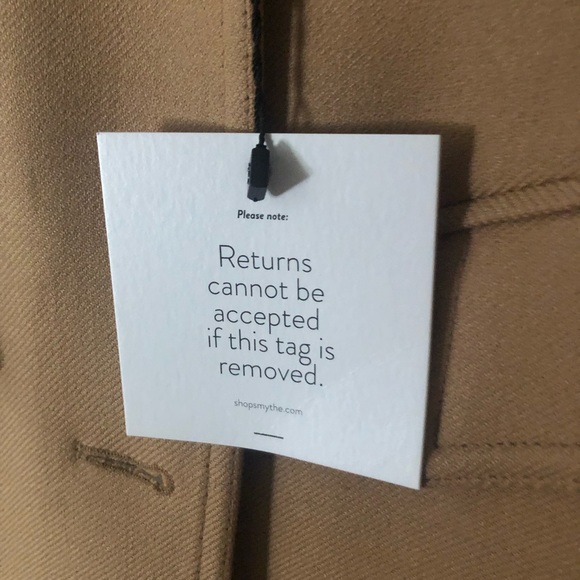 Please note:
Returns
cannot be
accepted
if this tag is
removed.
shopsmythe.com